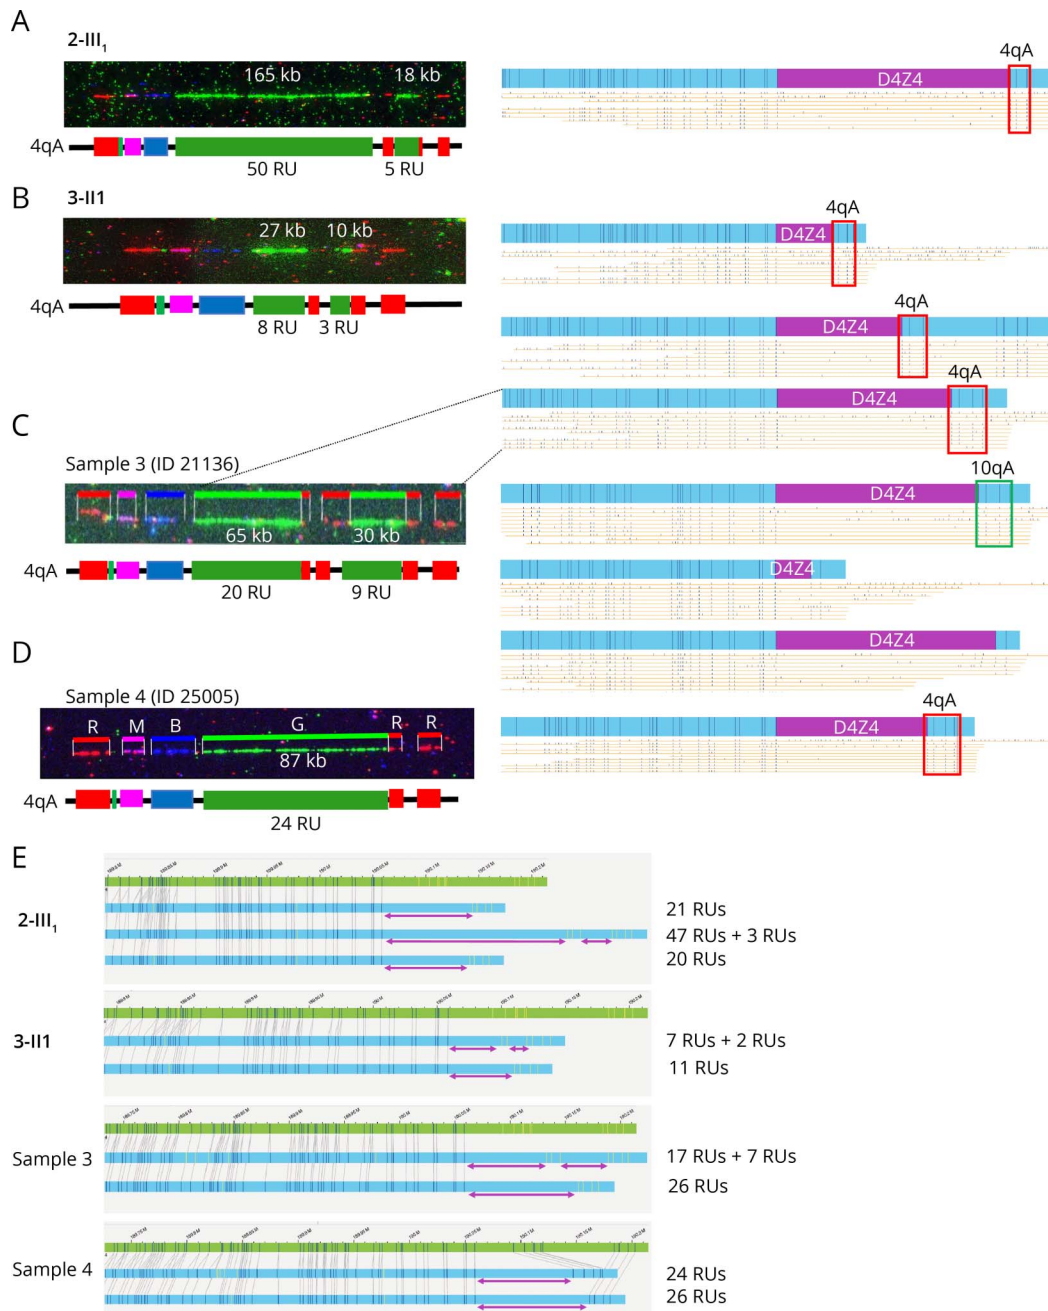 A
2-III1
165 kb
18 kb
4qA
50 RU
5 RU
4qA
D4Z4
B
3-II1
27 kb
10 kb
4qA
8 RU
3 RU
4qA
D4Z4
4qA
D4Z4
4qA
D4Z4
C
Sample 3 (ID 21136)
65 kb
30 kb
4qA
20 RU
9 RU
10qA
D4Z4
D4Z4
D4Z4
D
Sample 4 (ID 25005)
R
M
B
G
R
R
87 kb
4qA
24 RU
4qA
D4Z4
E
2-III1
21 RUs
47 RUs + 3 RUs
20 RUs
3-II1
7 RUs + 2 RUs
11 RUs
Sample 3
17 RUs + 7 RUs
26 RUs
Sample 4
24 RUs
26 RUs